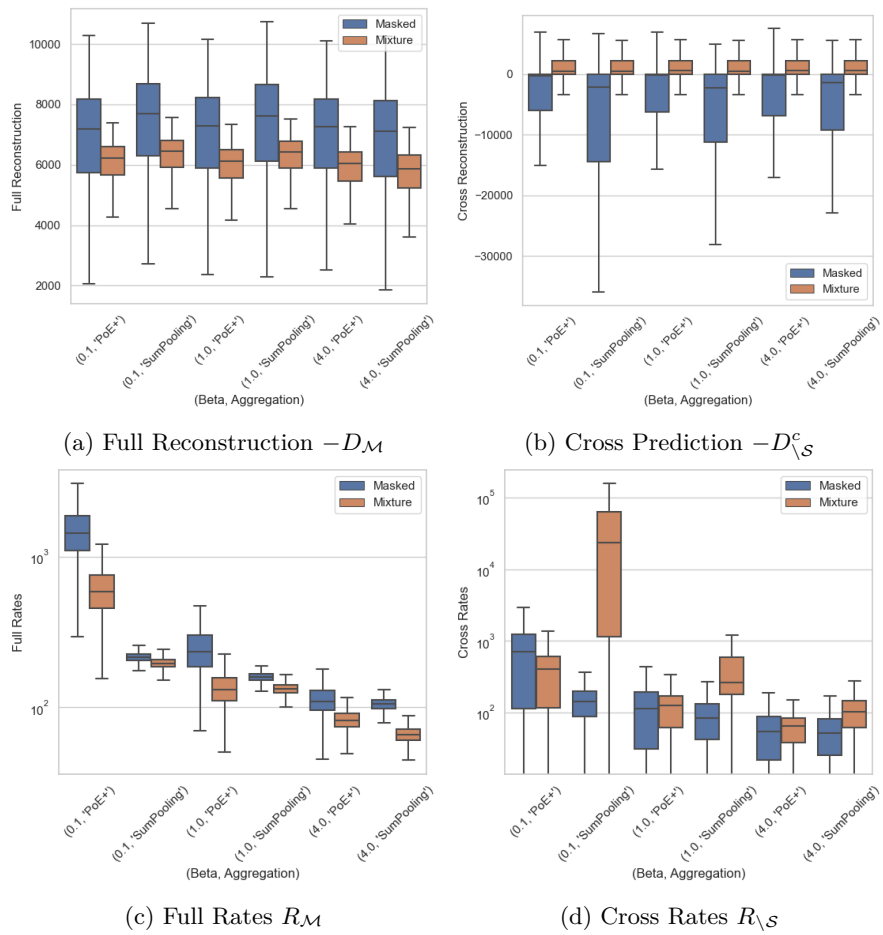 Masked
Mixture
10000
8000
6000
4000
2000
Full Reconstruction
(0.1, 'PoE+')
(0.1, 'SumPooling')
(1.0, 'PoE+')
(1.0, 'SumPooling')
(4.0, 'PoE+')
(4.0, 'SumPooling')
(Beta, Aggregation)
(a) Full Reconstruction −D_M
0
−10000
−20000
−30000
Cross Reconstruction
Masked
Mixture
(0.1, 'PoE+')
(0.1, 'SumPooling')
(1.0, 'PoE+')
(1.0, 'SumPooling')
(4.0, 'PoE+')
(4.0, 'SumPooling')
(Beta, Aggregation)
(b) Cross Prediction −D^c_{\S}
Masked
Mixture
10^3
10^2
Full Rates
(0.1, 'PoE+')
(0.1, 'SumPooling')
(1.0, 'PoE+')
(1.0, 'SumPooling')
(4.0, 'PoE+')
(4.0, 'SumPooling')
(Beta, Aggregation)
(c) Full Rates R_M
Masked
Mixture
10^5
10^4
10^3
10^2
Cross Rates
(0.1, 'PoE+')
(0.1, 'SumPooling')
(1.0, 'PoE+')
(1.0, 'SumPooling')
(4.0, 'PoE+')
(4.0, 'SumPooling')
(Beta, Aggregation)
(d) Cross Rates R_{\S}